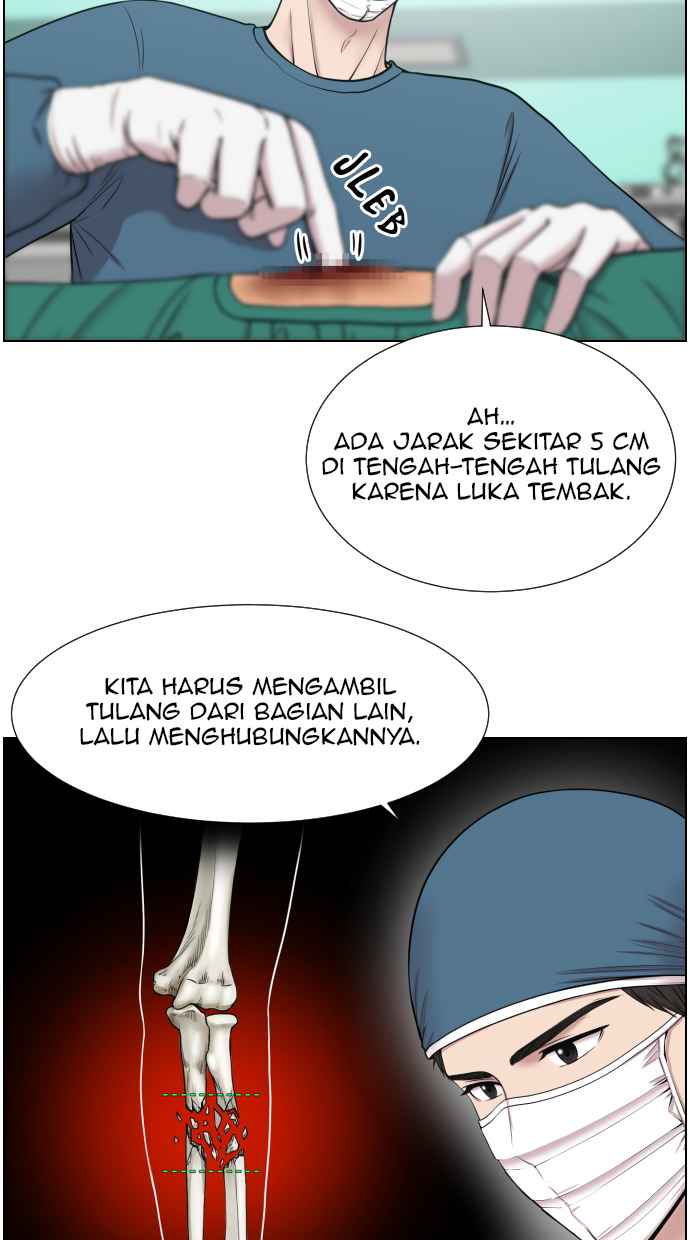 JLEB
AH...
ADA JARAK SEKITAR 5 CM
DI TENGAH-TENGAH TULANG
KARENA LUKA TEMBAK.
KITA HARUS MENGAMBIL
TULANG DARI BAGIAN LAIN,
LALU MENGHUBUNGKANNYA.